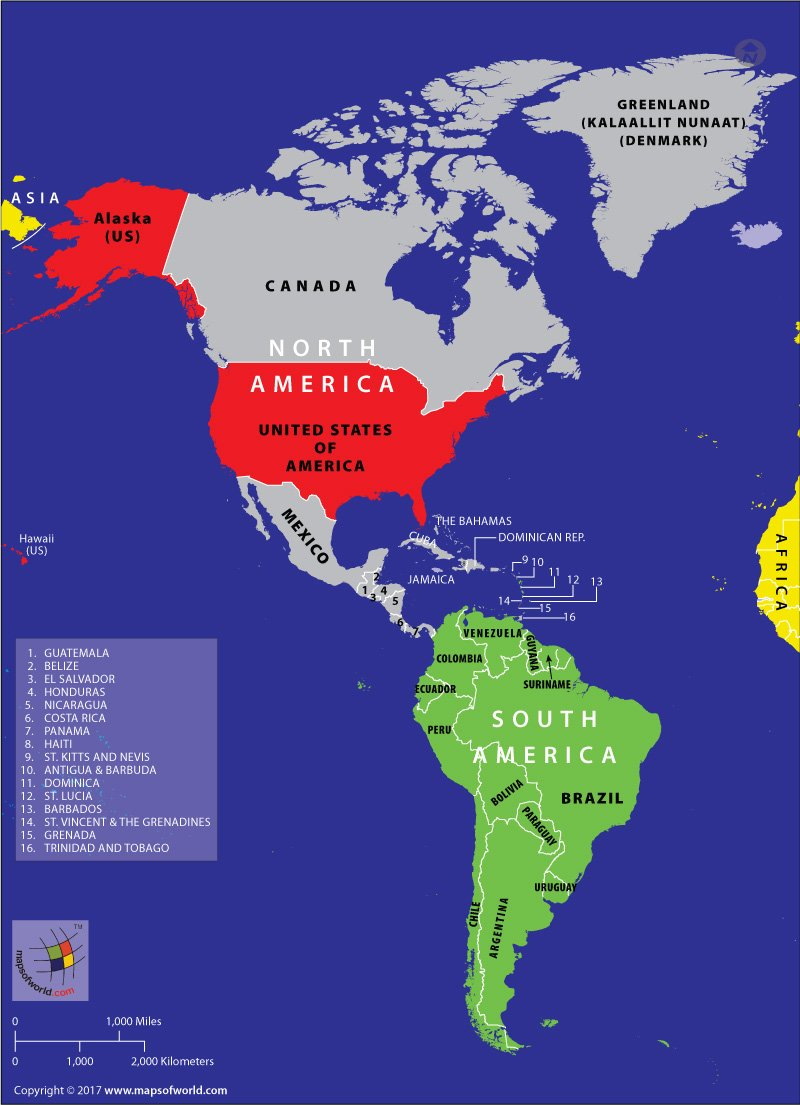 GREENLAND
(KALAALLIT NUNAAT)
(DENMARK)
ASIA
Alaska
(US)
CANADA
NORTH
AMERICA
UNITED STATES
OF
AMERICA
MEXICO
THE BAHAMAS
CUBA
DOMINICAN REP.
Hawaii
(US)
JAMAICA
AFRICA
9
10
11
12
13
14
15
16
1
2
3
4
5
6
7
VENEZUELA
GUYANA
COLOMBIA
SURINAME
ECUADOR
PERU
SOUTH
AMERICA
BRAZIL
BOLIVIA
PARAGUAY
URUGUAY
CHILE
ARGENTINA
1. GUATEMALA
2. BELIZE
3. EL SALVADOR
4. HONDURAS
5. NICARAGUA
6. COSTA RICA
7. PANAMA
8. HAITI
9. ST. KITTS AND NEVIS
10. ANTIGUA & BARBUDA
11. DOMINICA
12. ST. LUCIA
13. BARBADOS
14. ST. VINCENT & THE GRENADINES
15. GRENADA
16. TRINIDAD AND TOBAGO
TM
mapsofworld.com
0 1,000 Miles
0 1,000 2,000 Kilometers
Copyright © 2017 www.mapsofworld.com